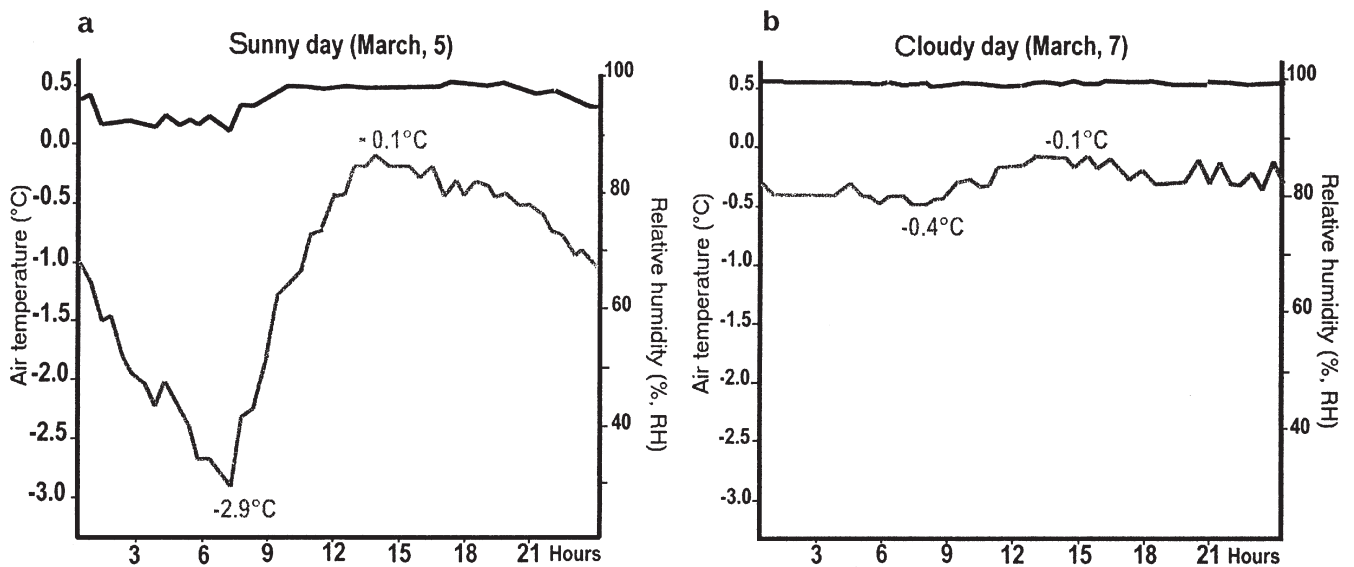 a
Sunny day (March, 5)
0.5
0.0
-0.5
-1.0
-1.5
-2.0
-2.5
-3.0
Air temperature (°C)
100
80
60
40
Relative humidity (%, RH)
- 0.1°C
-2.9°C
3 6 9 12 15 18 21 Hours
b
Cloudy day (March, 7)
0.5
0.0
-0.5
-1.0
-1.5
-2.0
-2.5
-3.0
Air temperature (°C)
100
80
60
40
Relative humidity (%, RH)
-0.1°C
-0.4°C
3 6 9 12 15 18 21 Hours